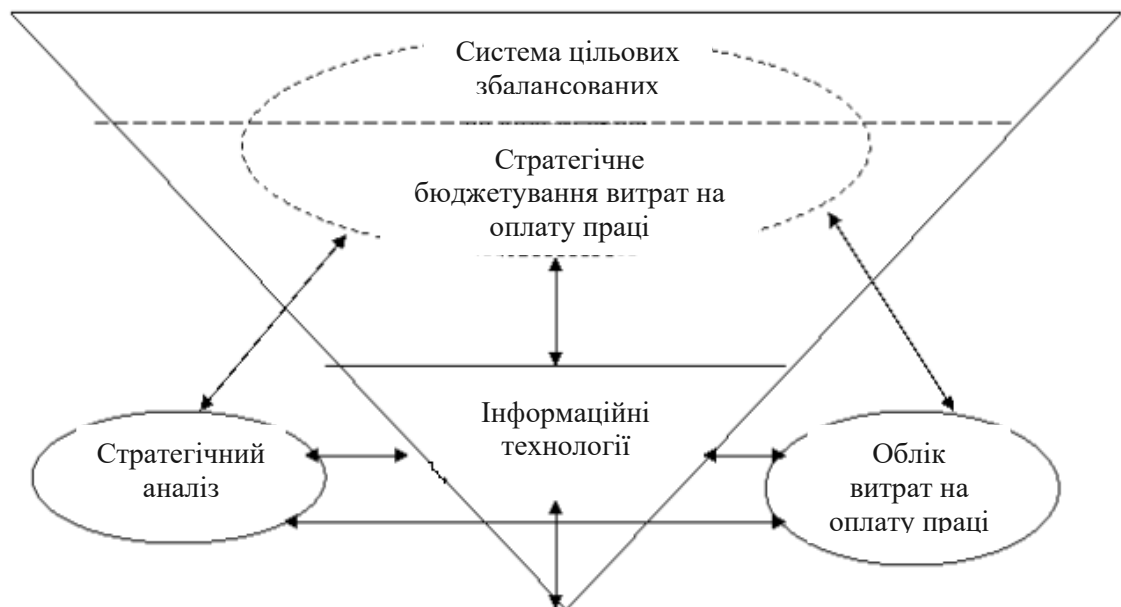 Система цільових
збалансованих
Стратегічне
бюджетування витрат на
оплату праці
Інформаційні
технології
Стратегічний
аналіз
Облік
витрат на
оплату праці